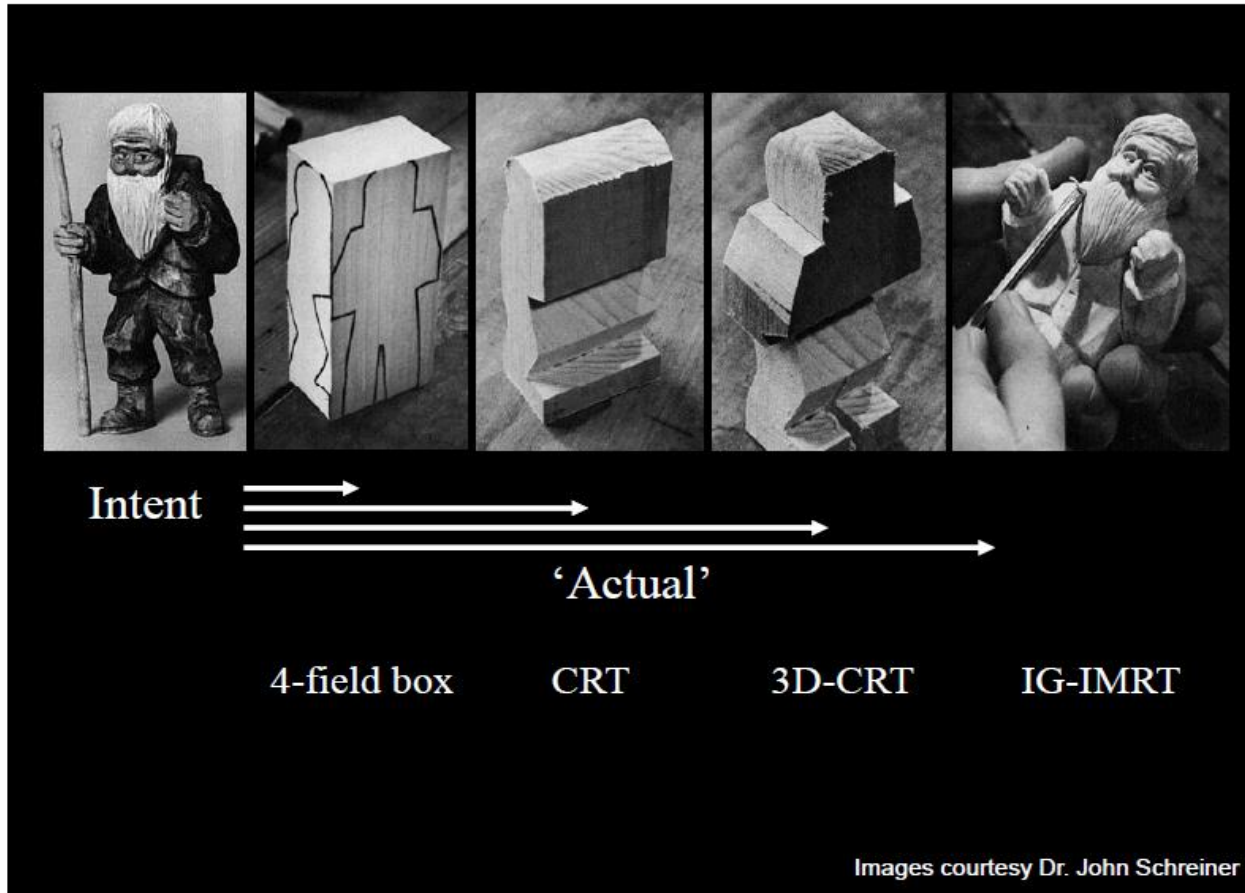 Intent
‘Actual’
4-field box
CRT
3D-CRT
IG-IMRT
Images courtesy Dr. John Schreiner